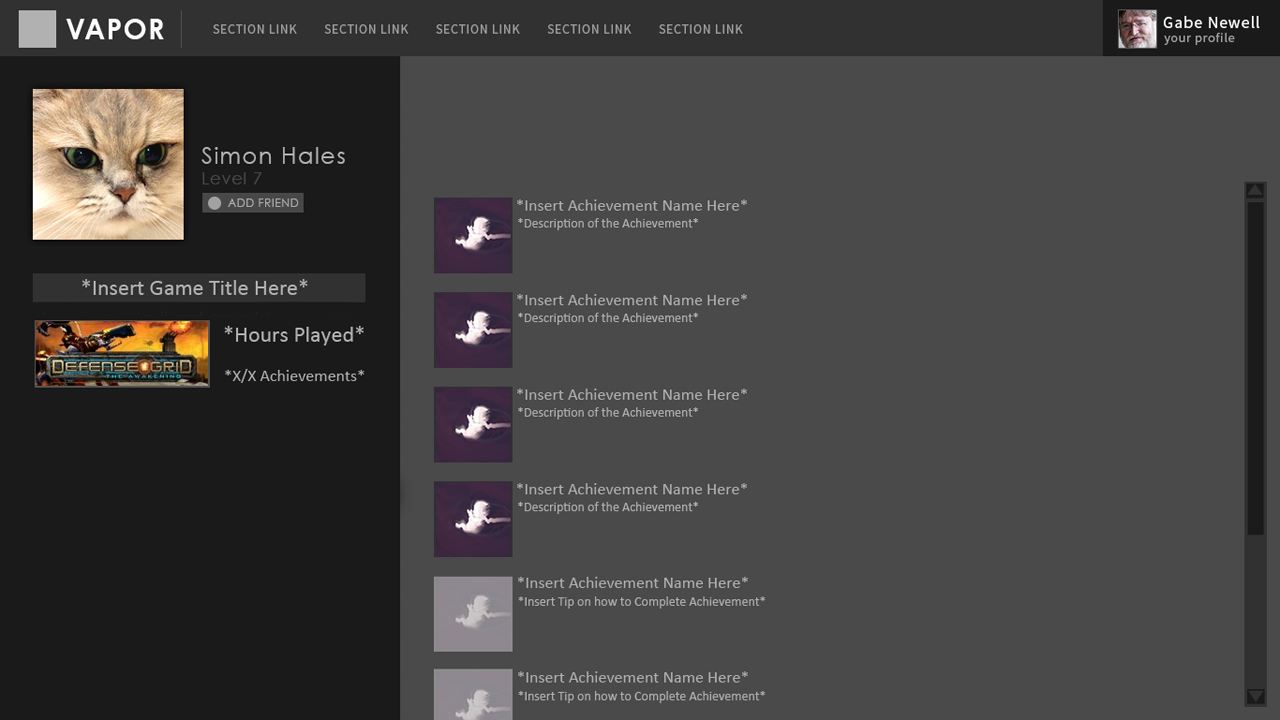 VAPOR
SECTION LINK SECTION LINK SECTION LINK SECTION LINK SECTION LINK
Gabe Newell
your profile
Simon Hales
Level 7
ADD FRIEND
*Insert Game Title Here*
DEFENSE GRID
THE AWAKENING
*Hours Played*
*X/X Achievements*
*Insert Achievement Name Here*
*Description of the Achievement*
*Insert Achievement Name Here*
*Description of the Achievement*
*Insert Achievement Name Here*
*Description of the Achievement*
*Insert Achievement Name Here*
*Description of the Achievement*
*Insert Achievement Name Here*
*Insert Tip on how to Complete Achievement*
*Insert Achievement Name Here*
*Insert Tip on how to Complete Achievement*